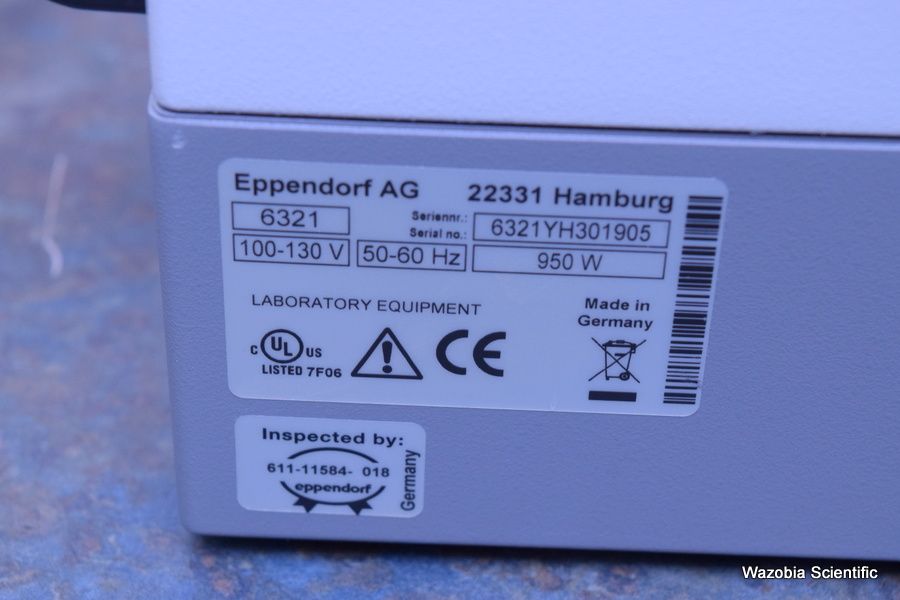 Eppendorf AG 22331 Hamburg
6321 Seriennr.: Serial no.: 6321YH301905
100-130 V 50-60 Hz 950 W
LABORATORY EQUIPMENT
Made in
Germany
C UL US
LISTED 7F06
CE
Inspected by:
611-11584- 018
eppendorf
Germany
Wazobia Scientific